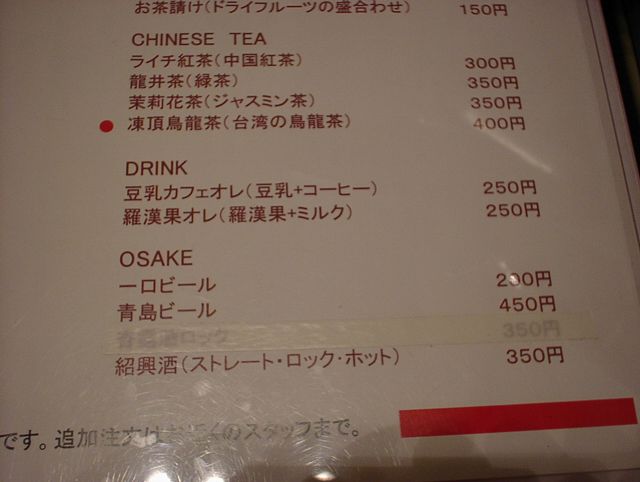 お茶請け(ドライフルーツの盛合わせ) 150円
CHINESE TEA
ライチ紅茶(中国紅茶) 300円
龍井茶(緑茶) 350円
茉莉花茶(ジャスミン茶) 350円
凍頂烏龍茶(台湾の烏龍茶) 400円
DRINK
豆乳カフェオレ(豆乳+コーヒー) 250円
羅漢果オレ(羅漢果+ミルク) 250円
OSAKE
一口ビール 200円
青島ビール 450円
酒ロック 350円
紹興酒(ストレート・ロック・ホット) 350円
です。追加注文はお近くのスタッフまで。